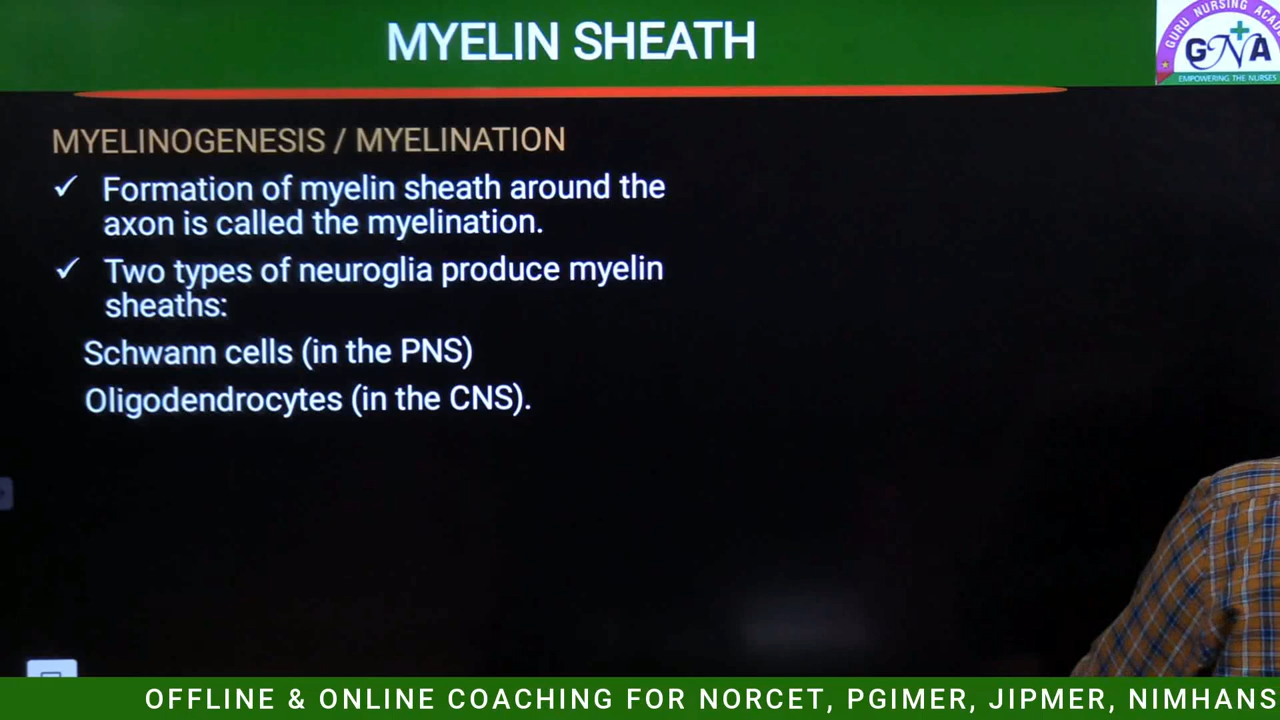 MYELIN SHEATH
GURU NURSING ACAD
GNA
EMPOWERING THE NURSES
MYELINOGENESIS / MYELINATION
✓ Formation of myelin sheath around the
axon is called the myelination.
✓ Two types of neuroglia produce myelin
sheaths:
Schwann cells (in the PNS)
Oligodendrocytes (in the CNS).
OFFLINE & ONLINE COACHING FOR NORCET, PGIMER, JIPMER, NIMHANS